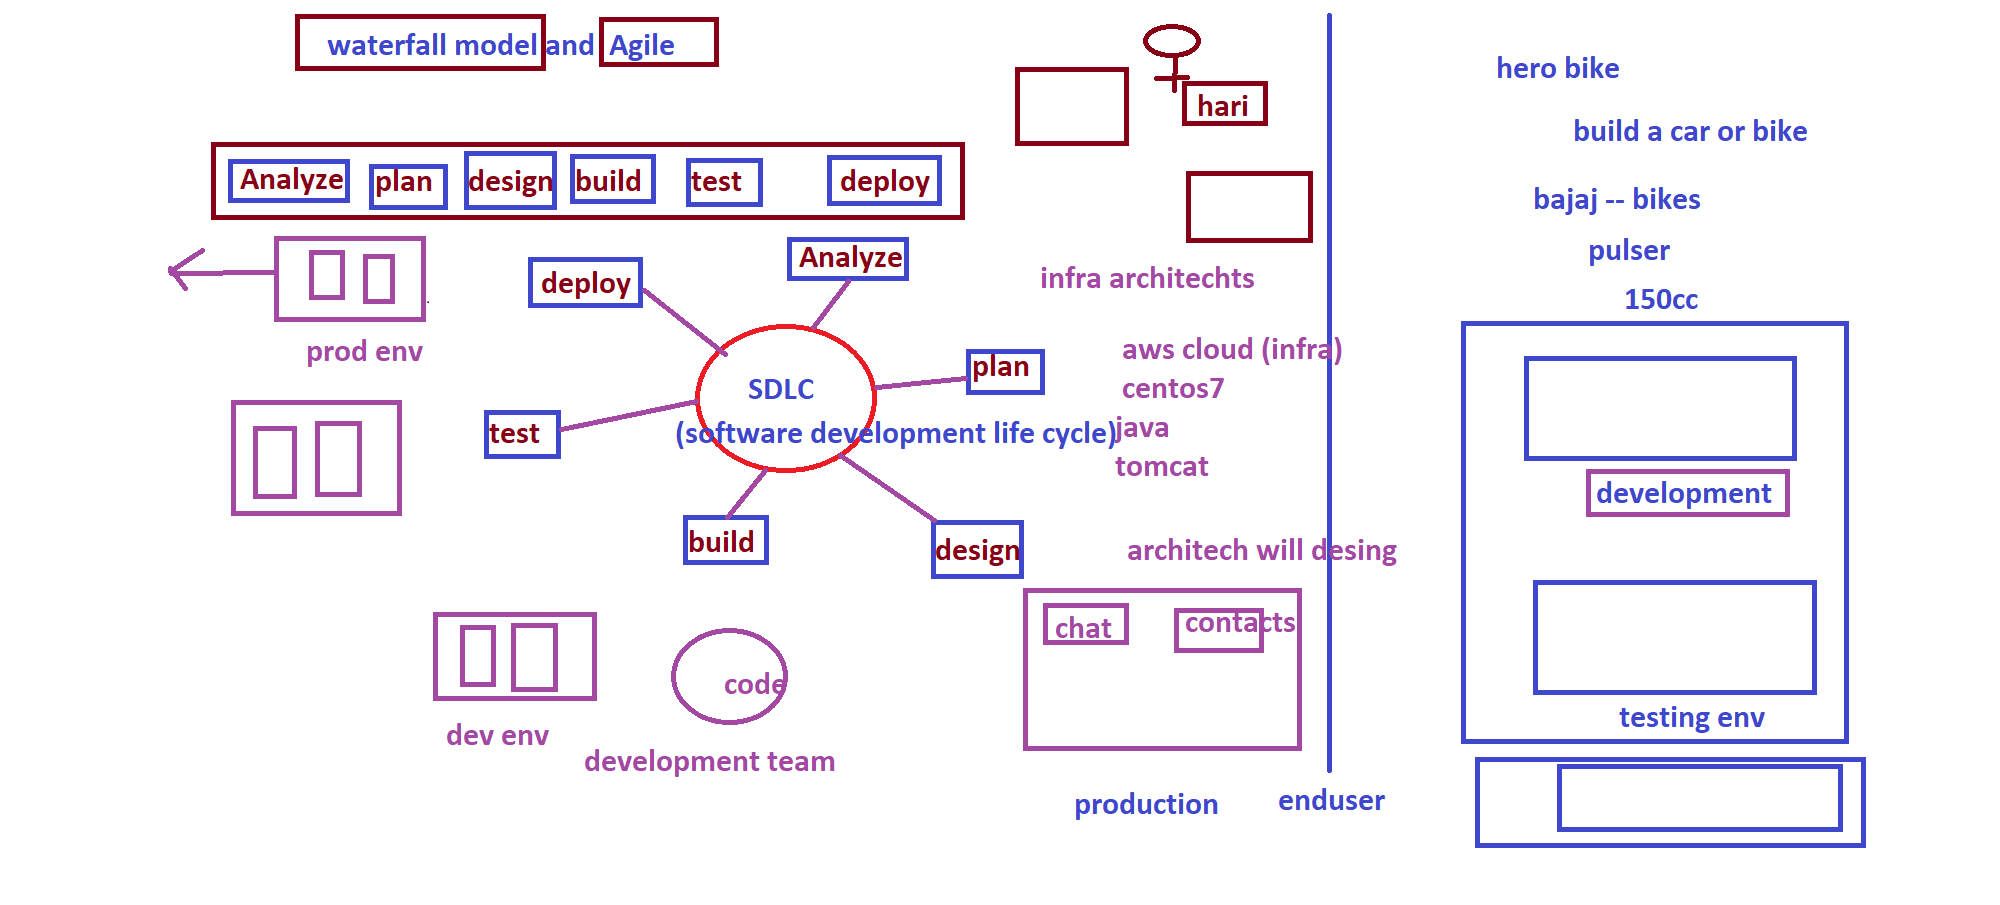 waterfall model and Agile
hari
Analyze plan design build test deploy
deploy
Analyze
prod env
plan
SDLC
(software development life cycle)
test
build
design
dev env
code
development team
infra architechts
aws cloud (infra)
centos7
java
tomcat
architech will desing
chat
contacts
production
enduser
hero bike
build a car or bike
bajaj -- bikes
pulser
150cc
development
testing env